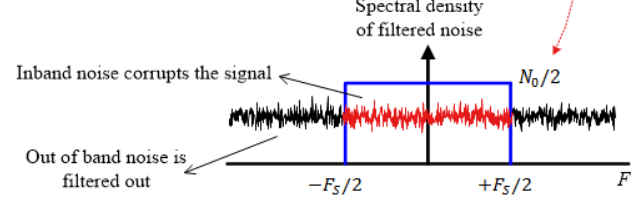 Spectral density
of filtered noise
Inband noise corrupts the signal
N₀/2
Out of band noise is
filtered out
−F_S/2
+F_S/2
F